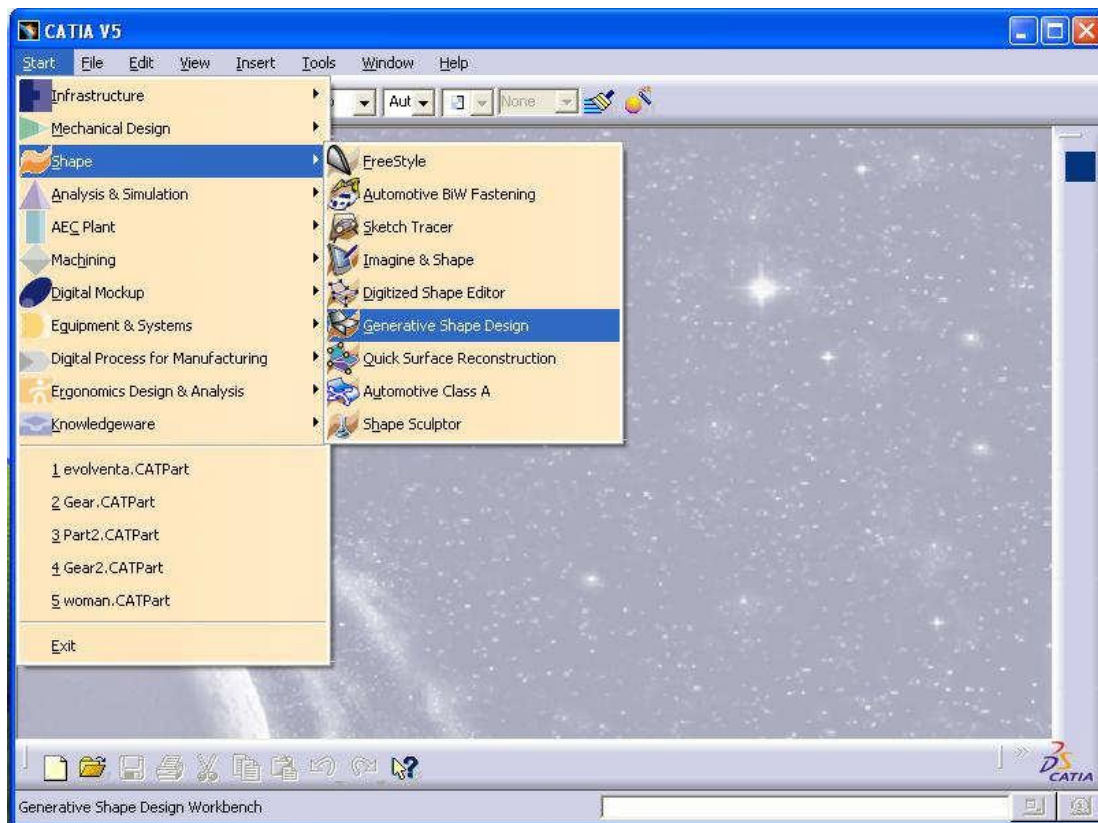 CATIA V5
Start File Edit View Insert Tools Window Help
Aut None
Infrastructure
Mechanical Design
Shape
Analysis & Simulation
AEC Plant
Machining
Digital Mockup
Equipment & Systems
Digital Process for Manufacturing
Ergonomics Design & Analysis
Knowledgeware
1 evolventa.CATPart
2 Gear.CATPart
3 Part2.CATPart
4 Gear2.CATPart
5 woman.CATPart
Exit
FreeStyle
Automotive BiW Fastening
Sketch Tracer
Imagine & Shape
Digitized Shape Editor
Generative Shape Design
Quick Surface Reconstruction
Automotive Class A
Shape Sculptor
CATIA
Generative Shape Design Workbench